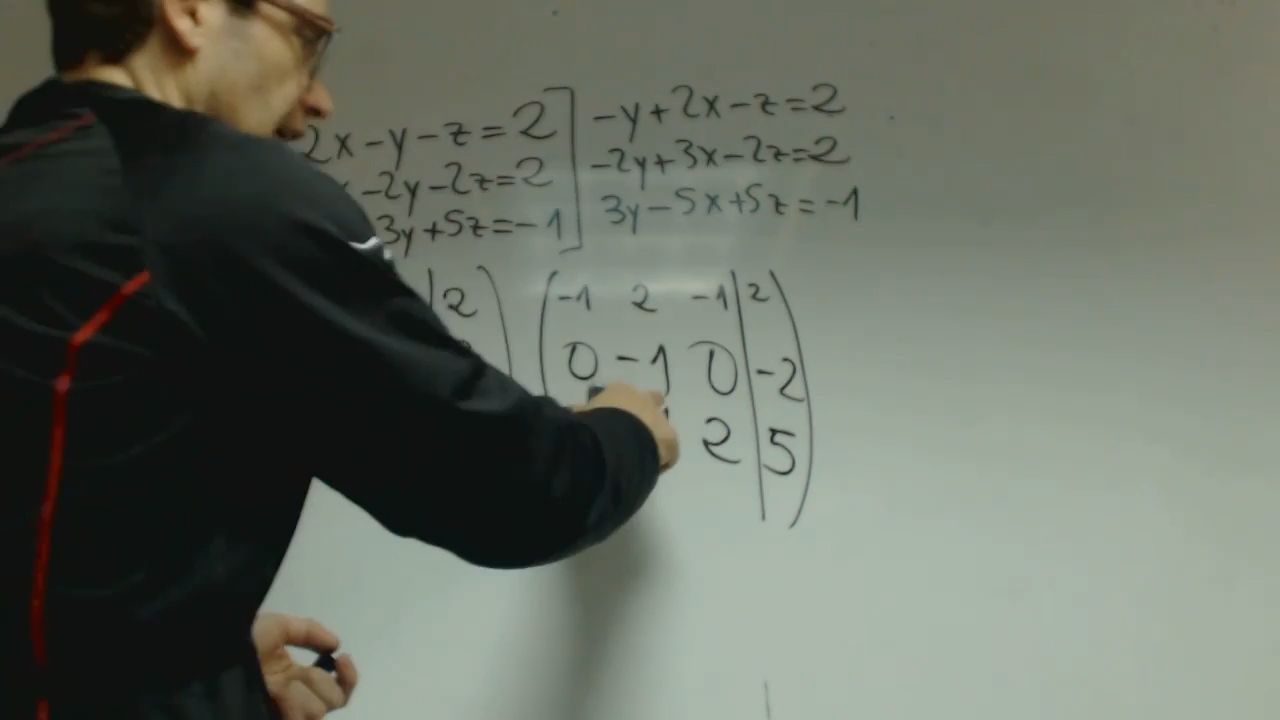 2x-y-z=2] -y+2x-z=2
-2y-2z=2 -2y+3x-2z=2
3y+5z=-1 3y-5x+5z=-1
|2) (-1 2 -1|2)
0 -1 0|-2
2|5